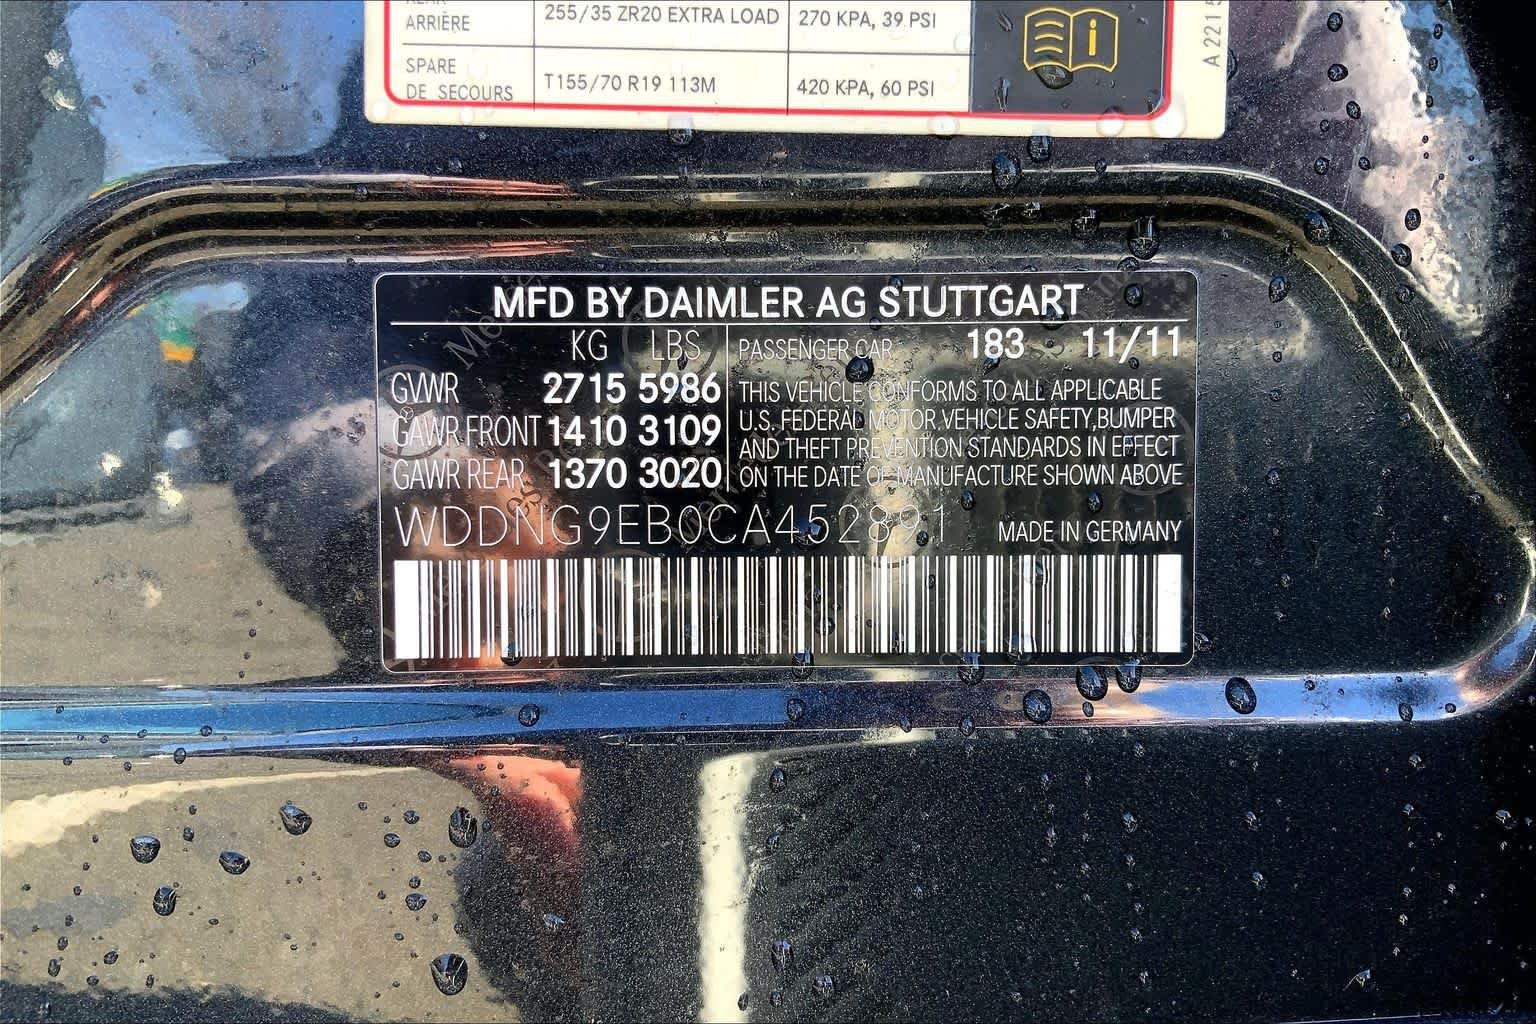 ARRIÈRE 255/35 ZR20 EXTRA LOAD 270 KPA, 39 PSI
SPARE
DE SECOURS T155/70 R19 113M 420 KPA, 60 PSI
A 221 5
MFD BY DAIMLER AG STUTTGART
KG LBS PASSENGER CAR 183 11/11
GVWR 2715 5986
GAWR FRONT 1410 3109
GAWR REAR 1370 3020
THIS VEHICLE CONFORMS TO ALL APPLICABLE
U.S. FEDERAL MOTOR VEHICLE SAFETY,BUMPER
AND THEFT PREVENTION STANDARDS IN EFFECT
ON THE DATE OF MANUFACTURE SHOWN ABOVE
WDDNG9EB0CA452891 MADE IN GERMANY